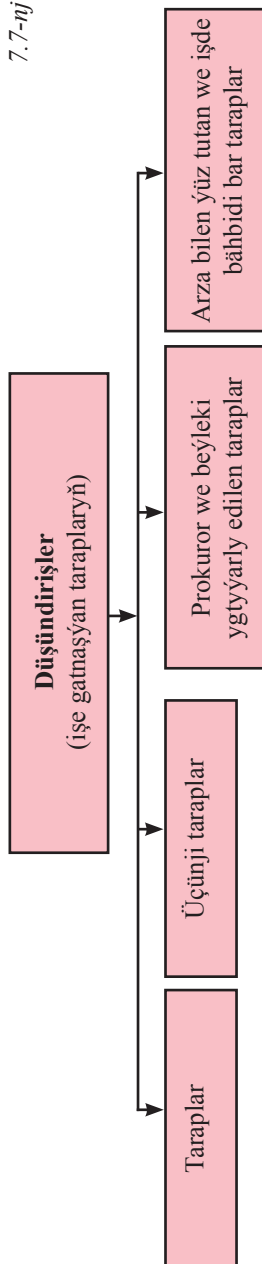 7.7-nj
Düşündirişler
(işe gatnaşýan taraplaryň)
Taraplar
Üçünji taraplar
Prokuror we beýleki
ygtyýarly edilen taraplar
Arza bilen ýüz tutan we işde
bähbidi bar taraplar